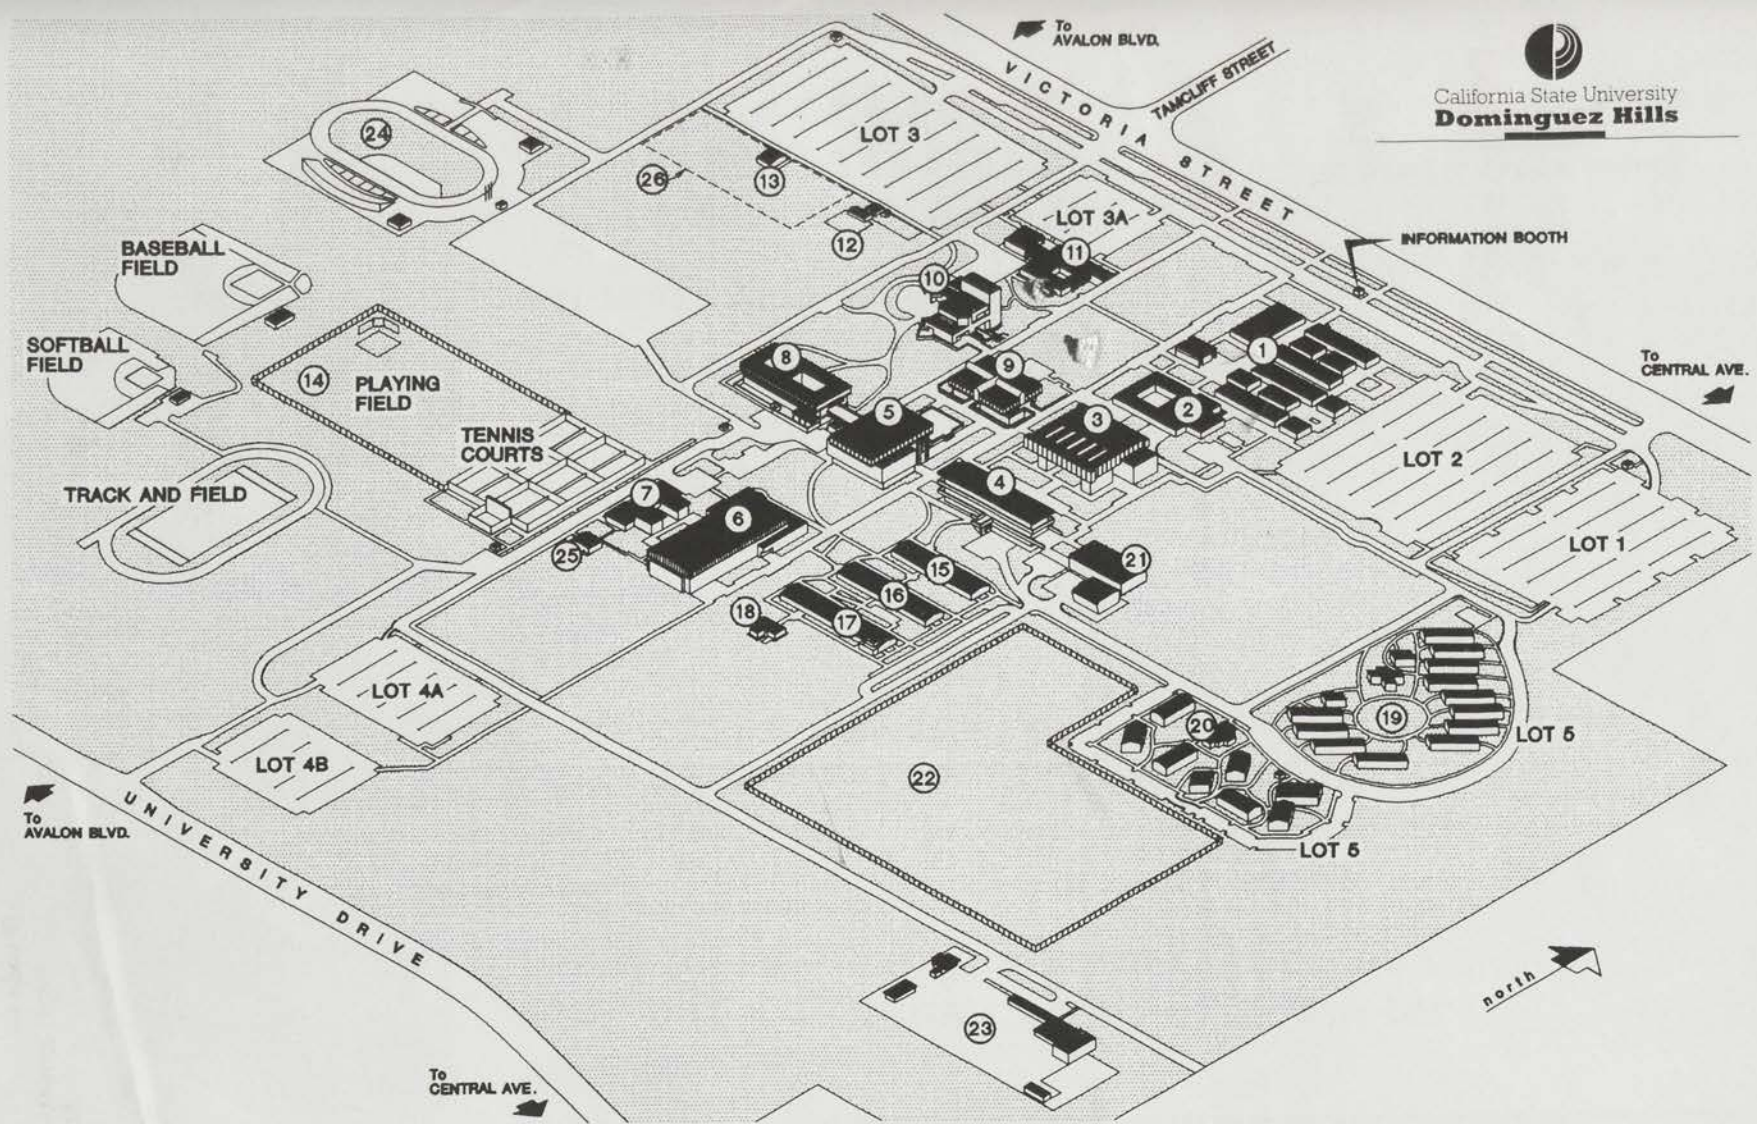 To
AVALON BLVD.
VICTORIA STREET
TAMCLIFF STREET
California State University
Dominguez Hills
LOT 3
24
26
13
12
LOT 3A
11
INFORMATION BOOTH
BASEBALL
FIELD
10
SOFTBALL
FIELD
14
PLAYING
FIELD
8
9
1
To
CENTRAL AVE.
5
3
2
TENNIS
COURTS
LOT 2
TRACK AND FIELD
7
6
4
LOT 1
25
15
21
16
18
17
LOT 4A
19
20
LOT 5
LOT 4B
22
To
AVALON BLVD.
UNIVERSITY DRIVE
LOT 5
north
23
To
CENTRAL AVE.